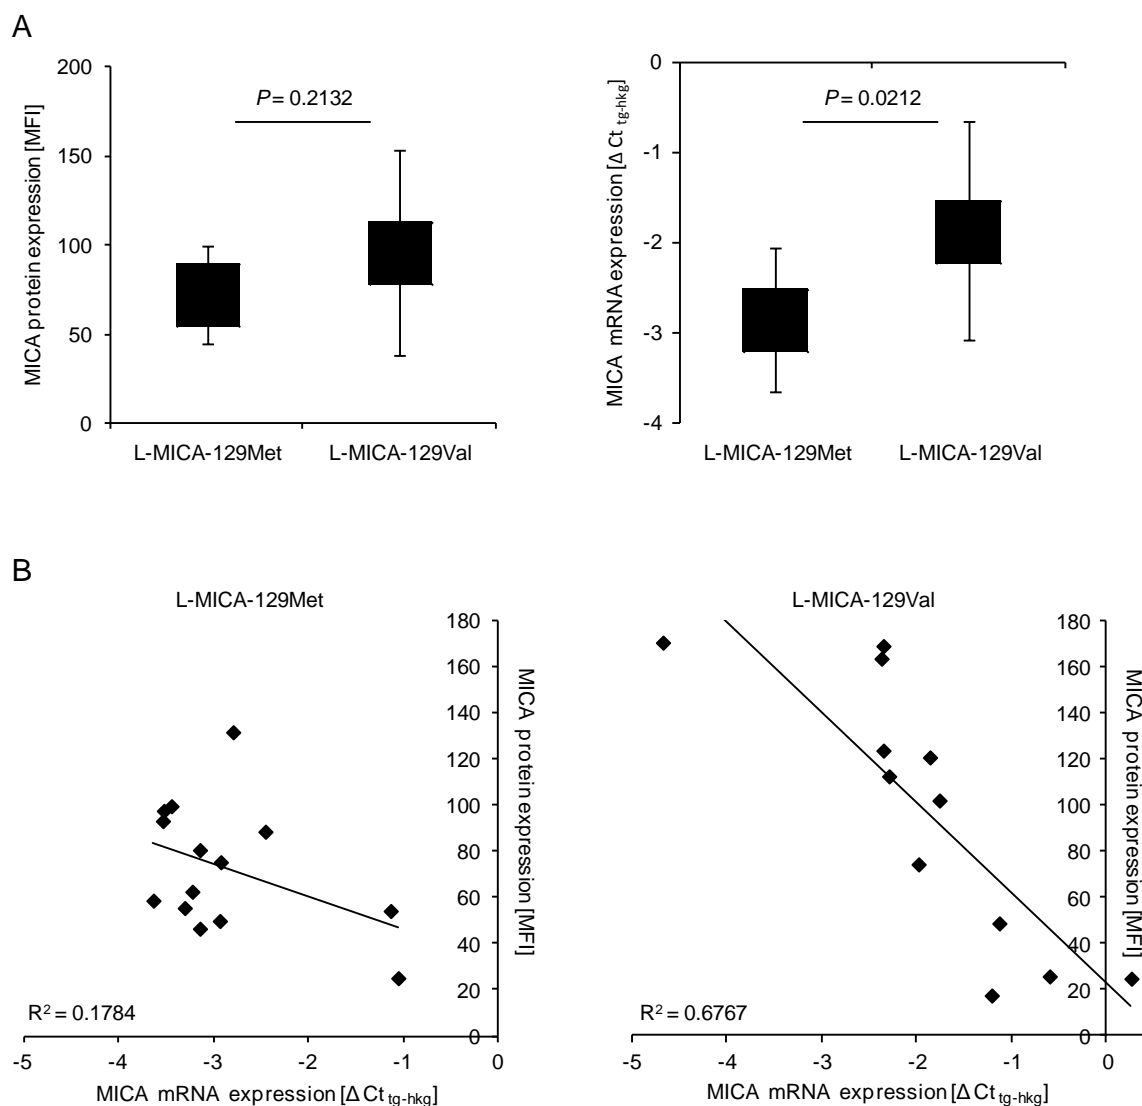 A
MICA protein expression [MFI]
200
150
100
50
0
P = 0.2132
L-MICA-129Met
L-MICA-129Val
MICA mRNA expression [Δ Ct tg-hkg]
0
-1
-2
-3
-4
P = 0.0212
L-MICA-129Met
L-MICA-129Val
B
L-MICA-129Met
180
160
140
120
100
80
60
40
20
0
MICA protein expression [MFI]
R² = 0.1784
-5 -4 -3 -2 -1 0
MICA mRNA expression [Δ Ct tg-hkg]
L-MICA-129Val
180
160
140
120
100
80
60
40
20
0
MICA protein expression [MFI]
R² = 0.6767
-5 -4 -3 -2 -1 0
MICA mRNA expression [Δ Ct tg-hkg]